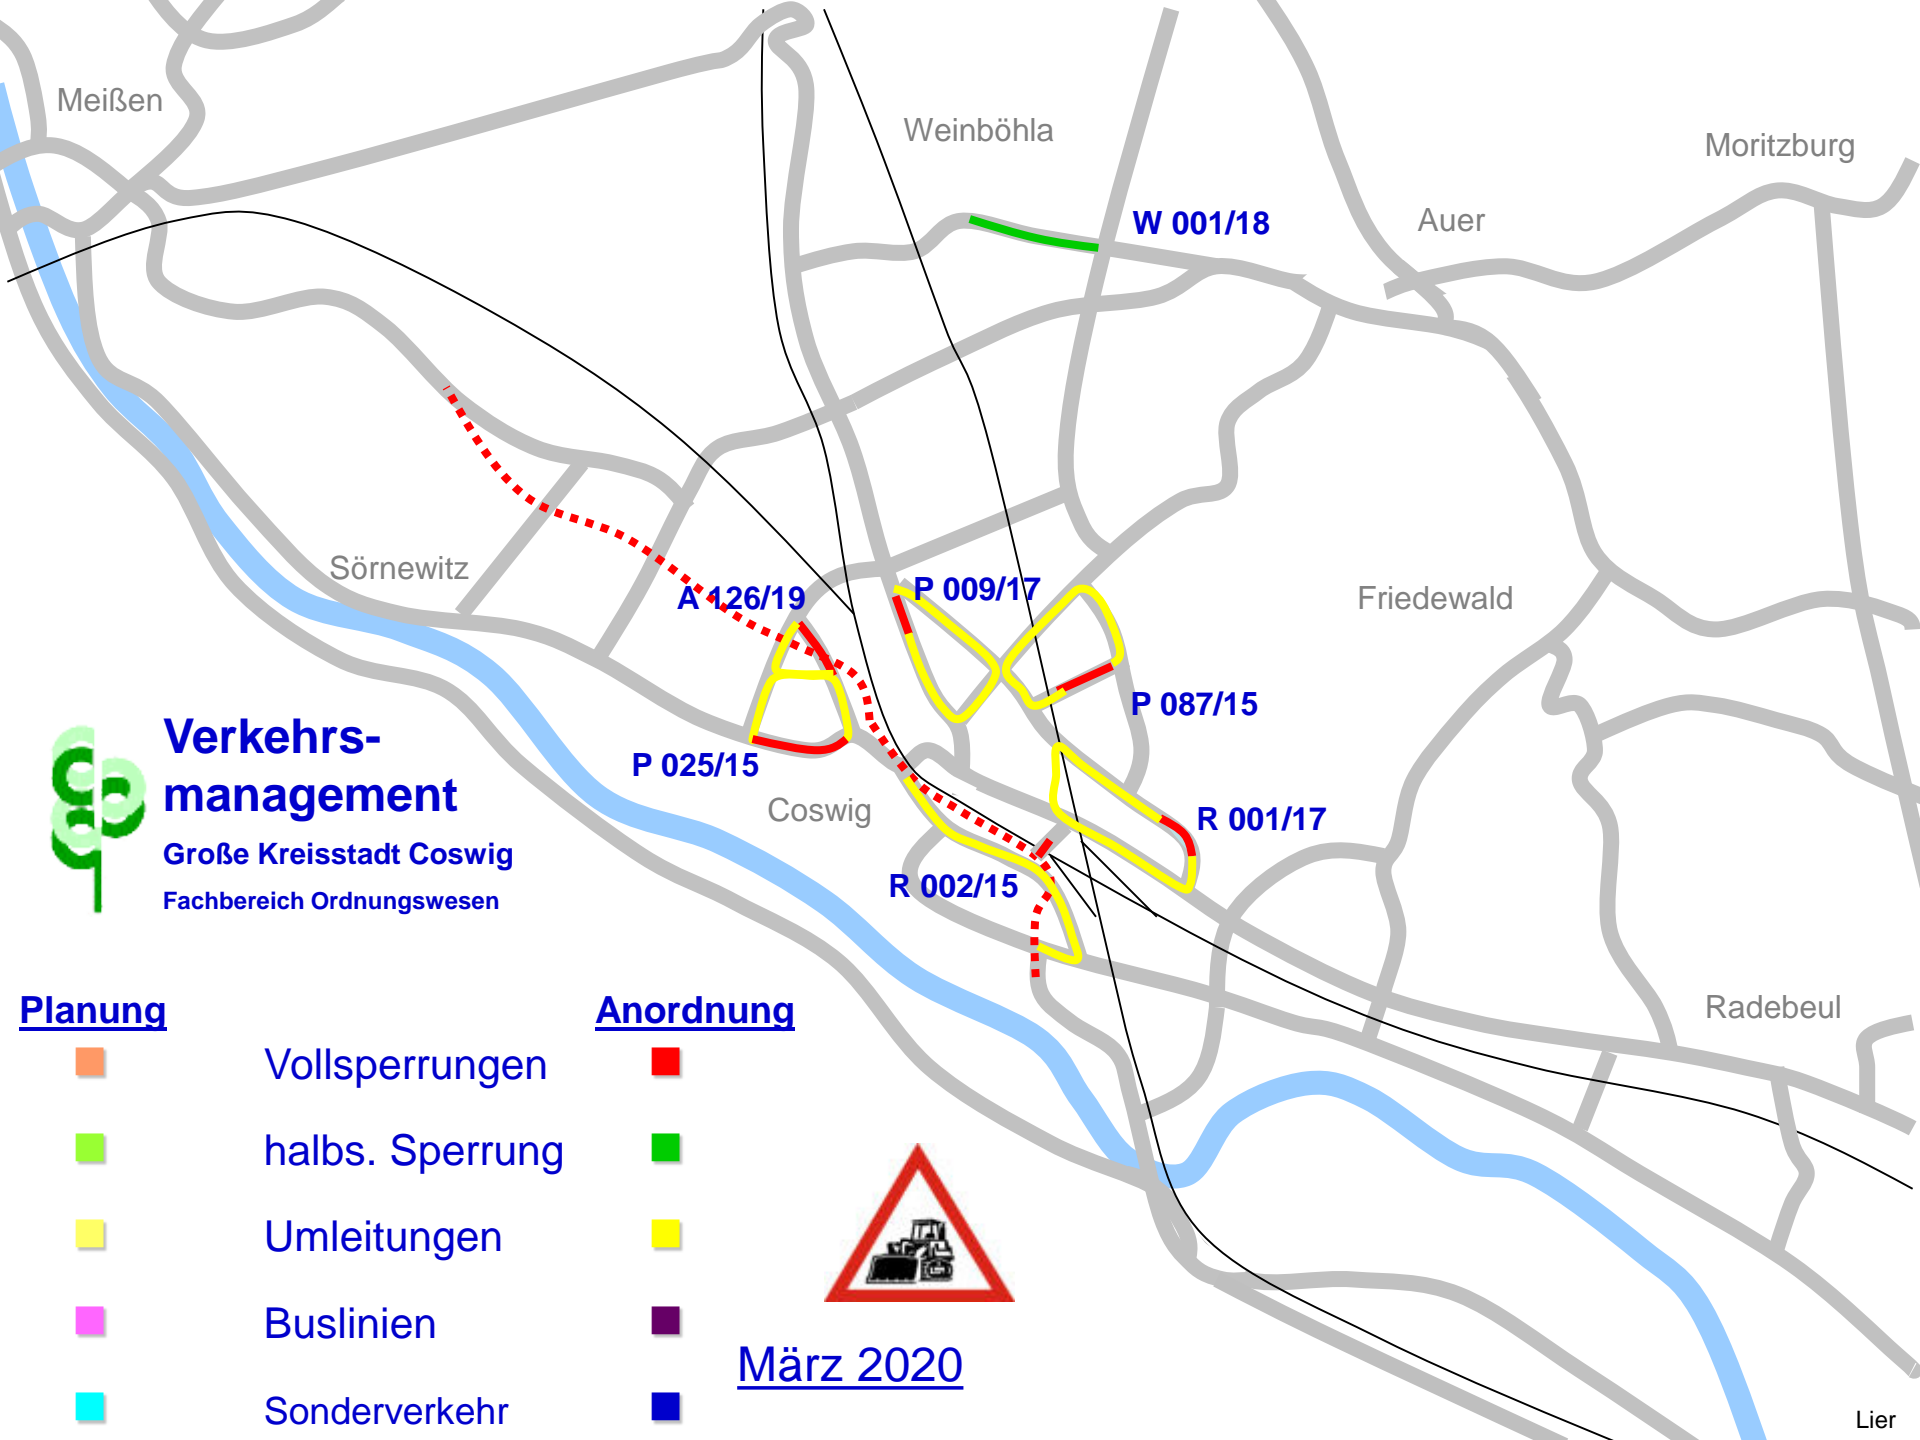 Meißen
Weinböhla
Moritzburg
W 001/18
Auer
Sörnewitz
A 126/19
P 009/17
Friedewald
P 087/15
Verkehrs-
management
Große Kreisstadt Coswig
Fachbereich Ordnungswesen
P 025/15
Coswig
R 001/17
R 002/15
Radebeul
Planung
Anordnung
Vollsperrungen
halbs. Sperrung
Umleitungen
Buslinien
Sonderverkehr
März 2020
Lier